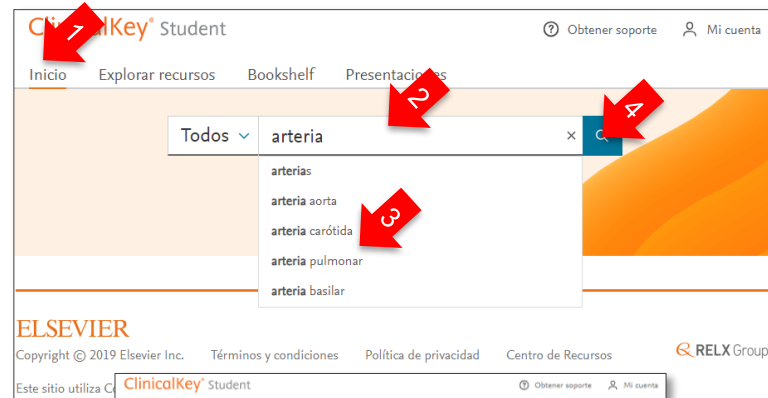 1
Key® Student
Obtener soporte
Mi cuenta
Inicio Explorar recursos Bookshelf Presentaciones
2
4
Todos arteria ×
arterias
arteria aorta
arteria carótida
3
arteria pulmonar
arteria basilar
ELSEVIER
Copyright © 2019 Elsevier Inc. Términos y condiciones Política de privacidad Centro de Recursos
RELX Group
Este sitio utiliza
ClinicalKey® Student
Obtener soporte
Mi cuenta